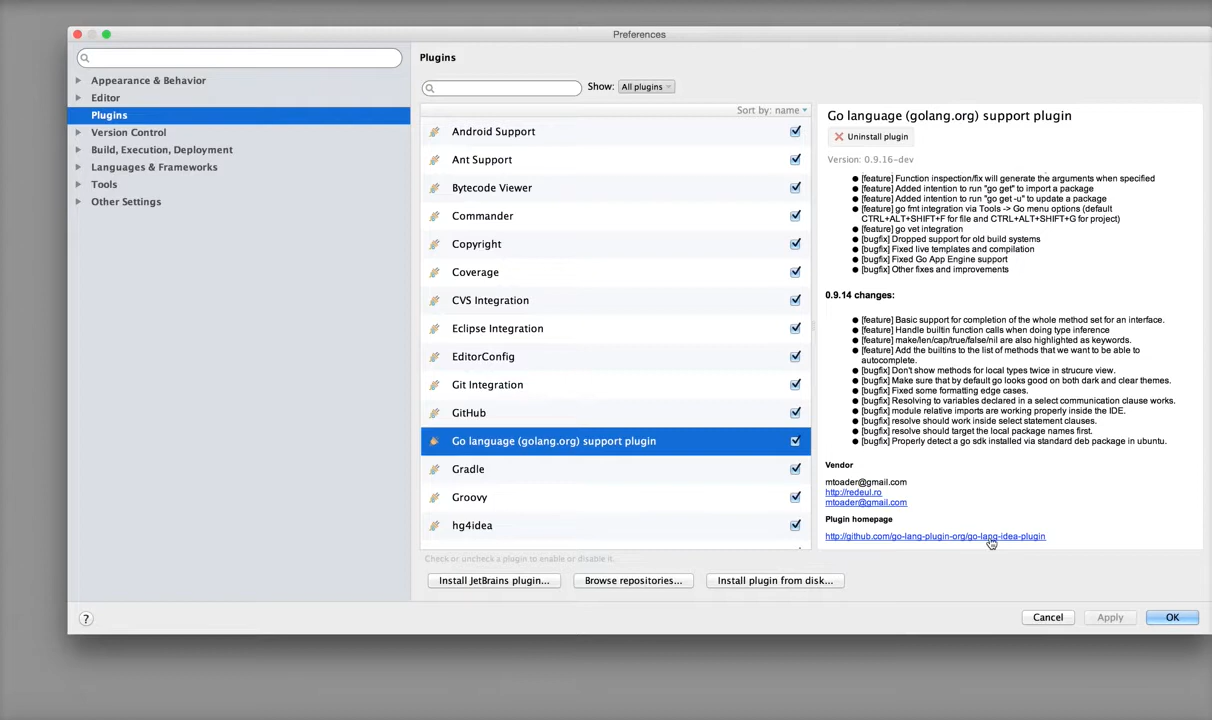 Preferences
Appearance & Behavior
Editor
Plugins
Version Control
Build, Execution, Deployment
Languages & Frameworks
Tools
Other Settings
Plugins
Show: All plugins
Sort by: name
Android Support
Ant Support
Bytecode Viewer
Commander
Copyright
Coverage
CVS Integration
Eclipse Integration
EditorConfig
Git Integration
GitHub
Go language (golang.org) support plugin
Gradle
Groovy
hg4idea
Check or uncheck a plugin to enable or disable it.
Install JetBrains plugin...
Browse repositories...
Install plugin from disk...
Go language (golang.org) support plugin
Uninstall plugin
Version: 0.9.16-dev
[feature] Function inspection/fix will generate the arguments when specified
[feature] Added intention to run "go get" to import a package
[feature] Added intention to run "go get -u" to update a package
[feature] go fmt integration via Tools -> Go menu options (default
CTRL+ALT+SHIFT+F for file and CTRL+ALT+SHIFT+G for project)
[feature] go vet integration
[bugfix] Dropped support for old build systems
[bugfix] Fixed live templates and compilation
[bugfix] Fixed Go App Engine support
[bugfix] Other fixes and improvements
0.9.14 changes:
[feature] Basic support for completion of the whole method set for an interface.
[feature] Handle builtin function calls when doing type inference
[feature] make/len/cap/true/false/nil are also highlighted as keywords.
[feature] Add the builtins to the list of methods that we want to be able to
autocomplete.
[bugfix] Don't show methods for local types twice in strucure view.
[bugfix] Make sure that by default go looks good on both dark and clear themes.
[bugfix] Fixed some formatting edge cases.
[bugfix] Resolving to variables declared in a select communication clause works.
[bugfix] module relative imports are working properly inside the IDE.
[bugfix] resolve should work inside select statement clauses.
[bugfix] resolve should target the local package names first.
[bugfix] Properly detect a go sdk installed via standard deb package in ubuntu.
Vendor
mtoader@gmail.com
http://redeul.ro
mtoader@gmail.com
Plugin homepage
http://github.com/go-lang-plugin-org/go-lang-idea-plugin
?
Cancel
Apply
OK